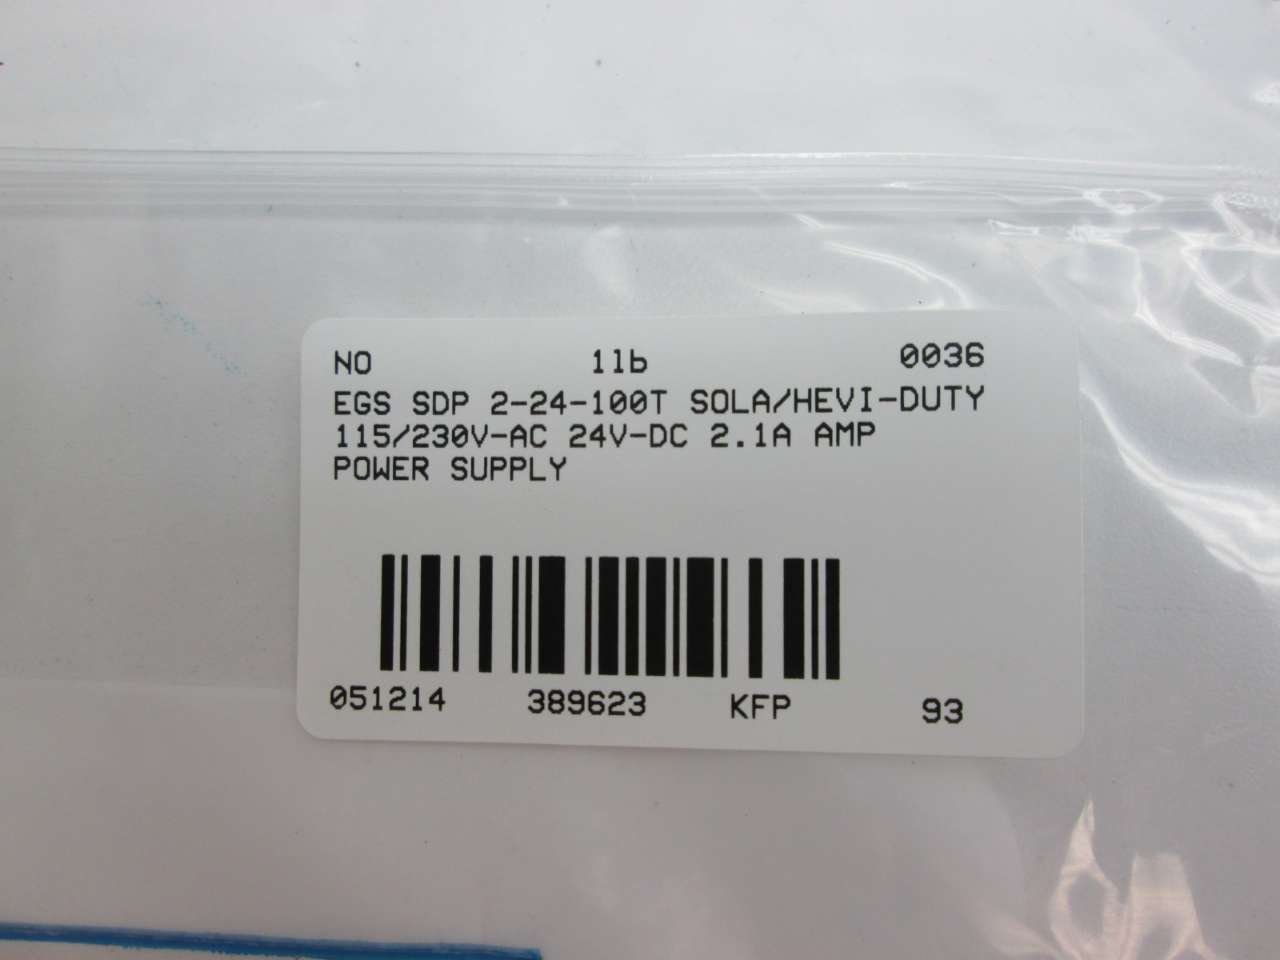 NO 1lb 0036
EGS SDP 2-24-100T SOLA/HEVI-DUTY
115/230V-AC 24V-DC 2.1A AMP
POWER SUPPLY
051214 389623 KFP 93